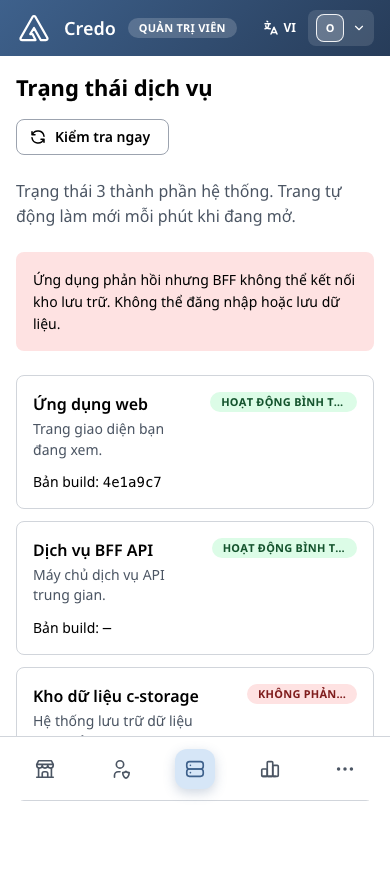 Credo
QUẢN TRỊ VIÊN
VI
O
Trạng thái dịch vụ
Kiểm tra ngay
Trạng thái 3 thành phần hệ thống. Trang tự
động làm mới mỗi phút khi đang mở.
Ứng dụng phản hồi nhưng BFF không thể kết nối
kho lưu trữ. Không thể đăng nhập hoặc lưu dữ
liệu.
Ứng dụng web
HOẠT ĐỘNG BÌNH T...
Trang giao diện bạn
đang xem.
Bản build: 4e1a9c7
Dịch vụ BFF API
HOẠT ĐỘNG BÌNH T...
Máy chủ dịch vụ API
trung gian.
Bản build: —
Kho dữ liệu c-storage
KHÔNG PHẢN...
Hệ thống lưu trữ dữ liệu